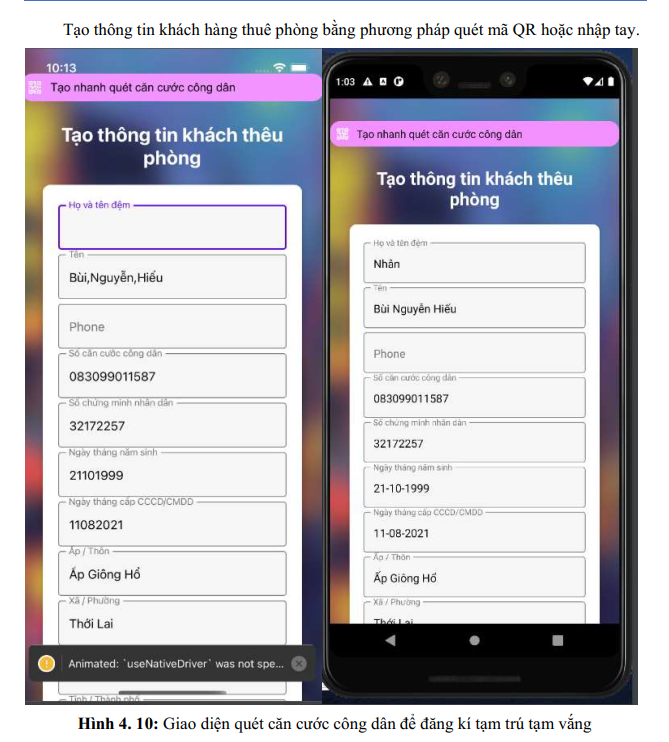 Tạo thông tin khách hàng thuê phòng bằng phương pháp quét mã QR hoặc nhập tay.
10:13
Tạo nhanh quét căn cước công dân
Tạo thông tin khách thêu
phòng
Họ và tên đệm
Tên
Bùi,Nguyễn,Hiếu
Phone
Số căn cước công dân
083099011587
Số chứng minh nhân dân
32172257
Ngày tháng năm sinh
21101999
Ngày tháng cấp CCCD/CMDD
11082021
Ấp / Thôn
Ấp Giồng Hổ
Xã / Phường
Thới Lai
Animated: `useNativeDriver` was not spe...
Tỉnh / Thành phố
1:03
Tạo nhanh quét căn cước công dân
Tạo thông tin khách thêu
phòng
Họ và tên đệm
Nhân
Tên
Bùi Nguyễn Hiếu
Phone
Số căn cước công dân
083099011587
Số chứng minh nhân dân
32172257
Ngày tháng năm sinh
21-10-1999
Ngày tháng cấp CCCD/CMDD
11-08-2021
Ấp / Thôn
Ấp Giồng Hổ
Xã / Phường
Thới Lai
Hình 4. 10: Giao diện quét căn cước công dân để đăng kí tạm trú tạm vắng